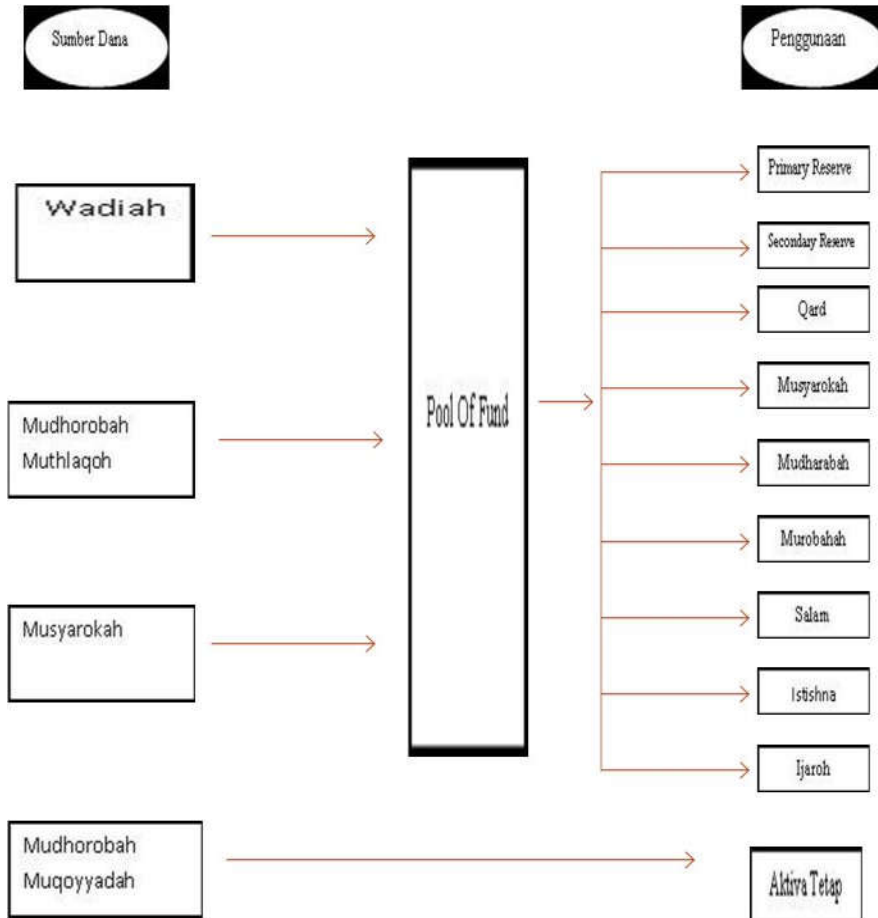 Sumber Dana
Penggunaan
Wadiah
Mudhorobah
Muthlaqoh
Musyarokah
Mudhorobah
Muqoyyadah
Pool Of Fund
Primary Reserve
Secondary Reserve
Qard
Musyarokah
Mudharabah
Murobahah
Salam
Istishna
Ijaroh
Aktiva Tetap